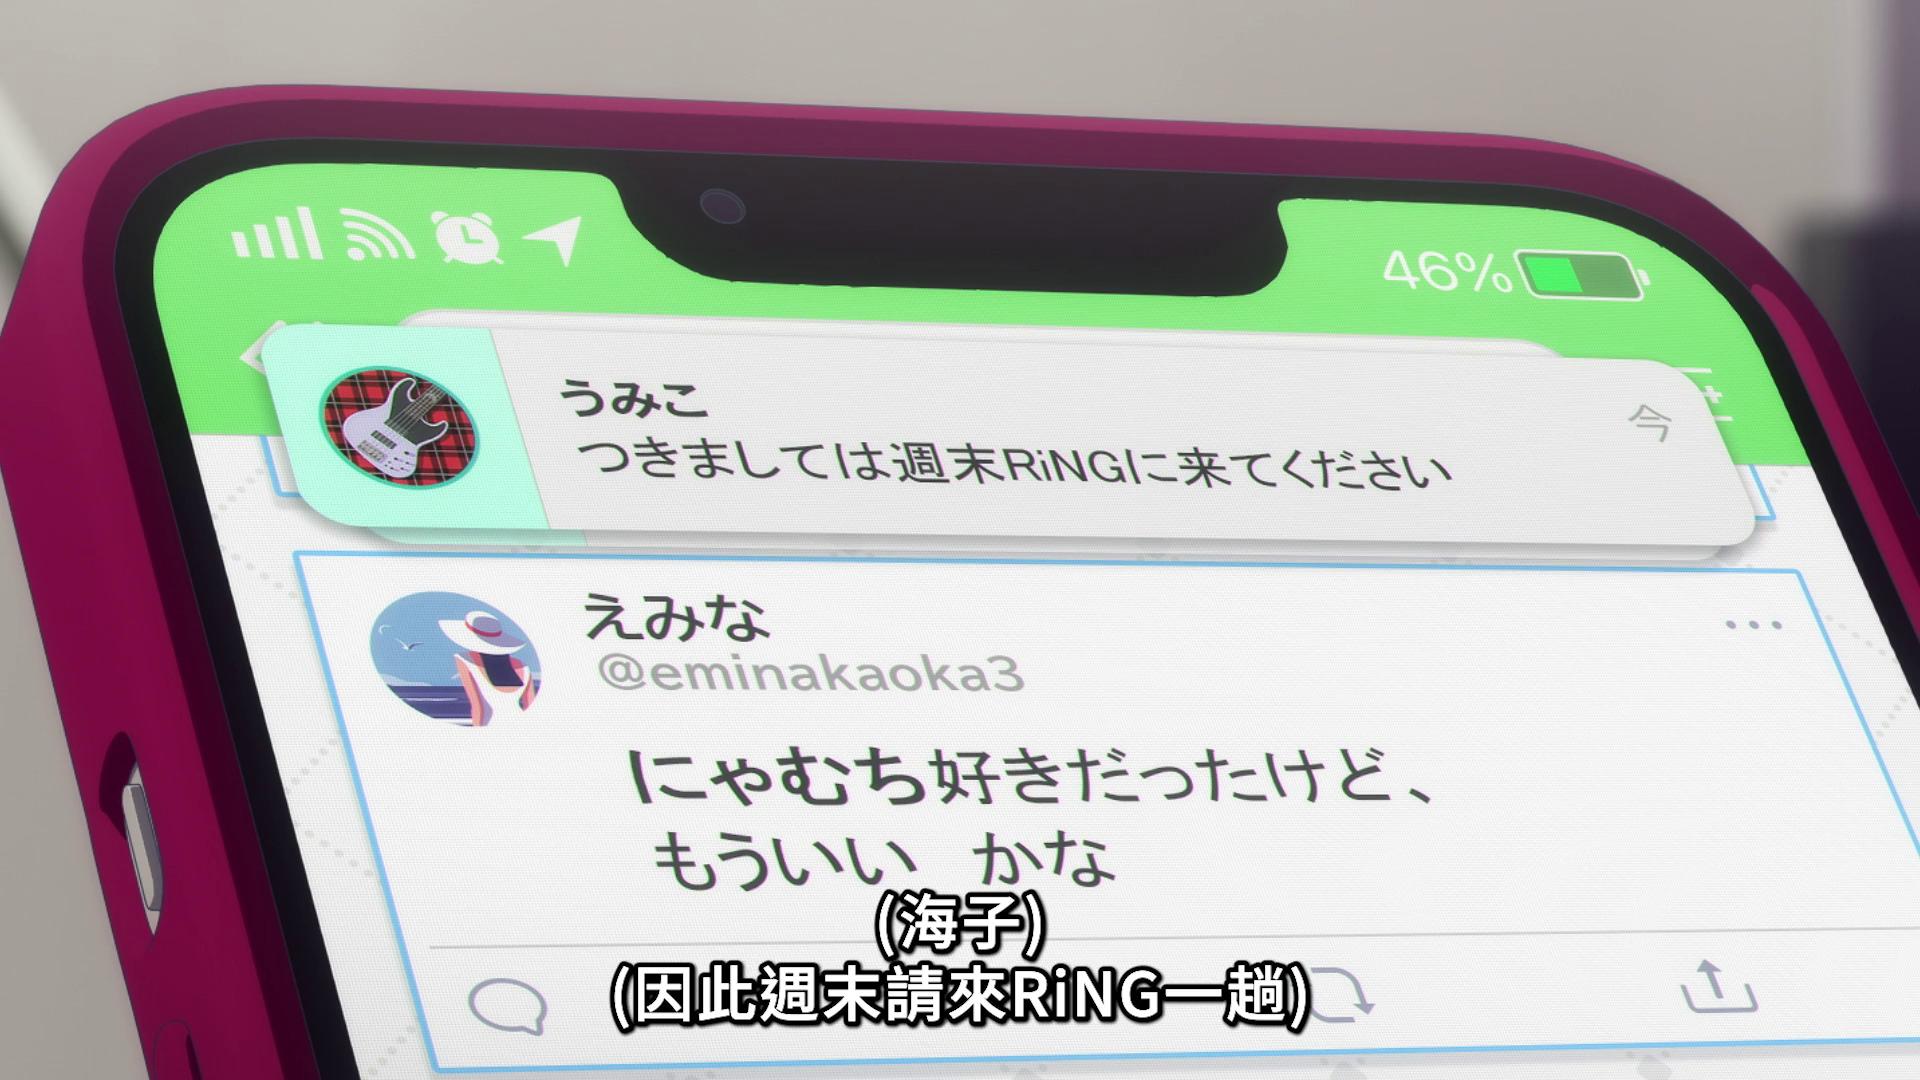 46%
うみこ
今
つきましては週末RiNGに来てください
えみな
@eminakaoka3
にゃむち好きだったけど、
もういい　かな
(海子)
(因此週末請來RiNG一趟)